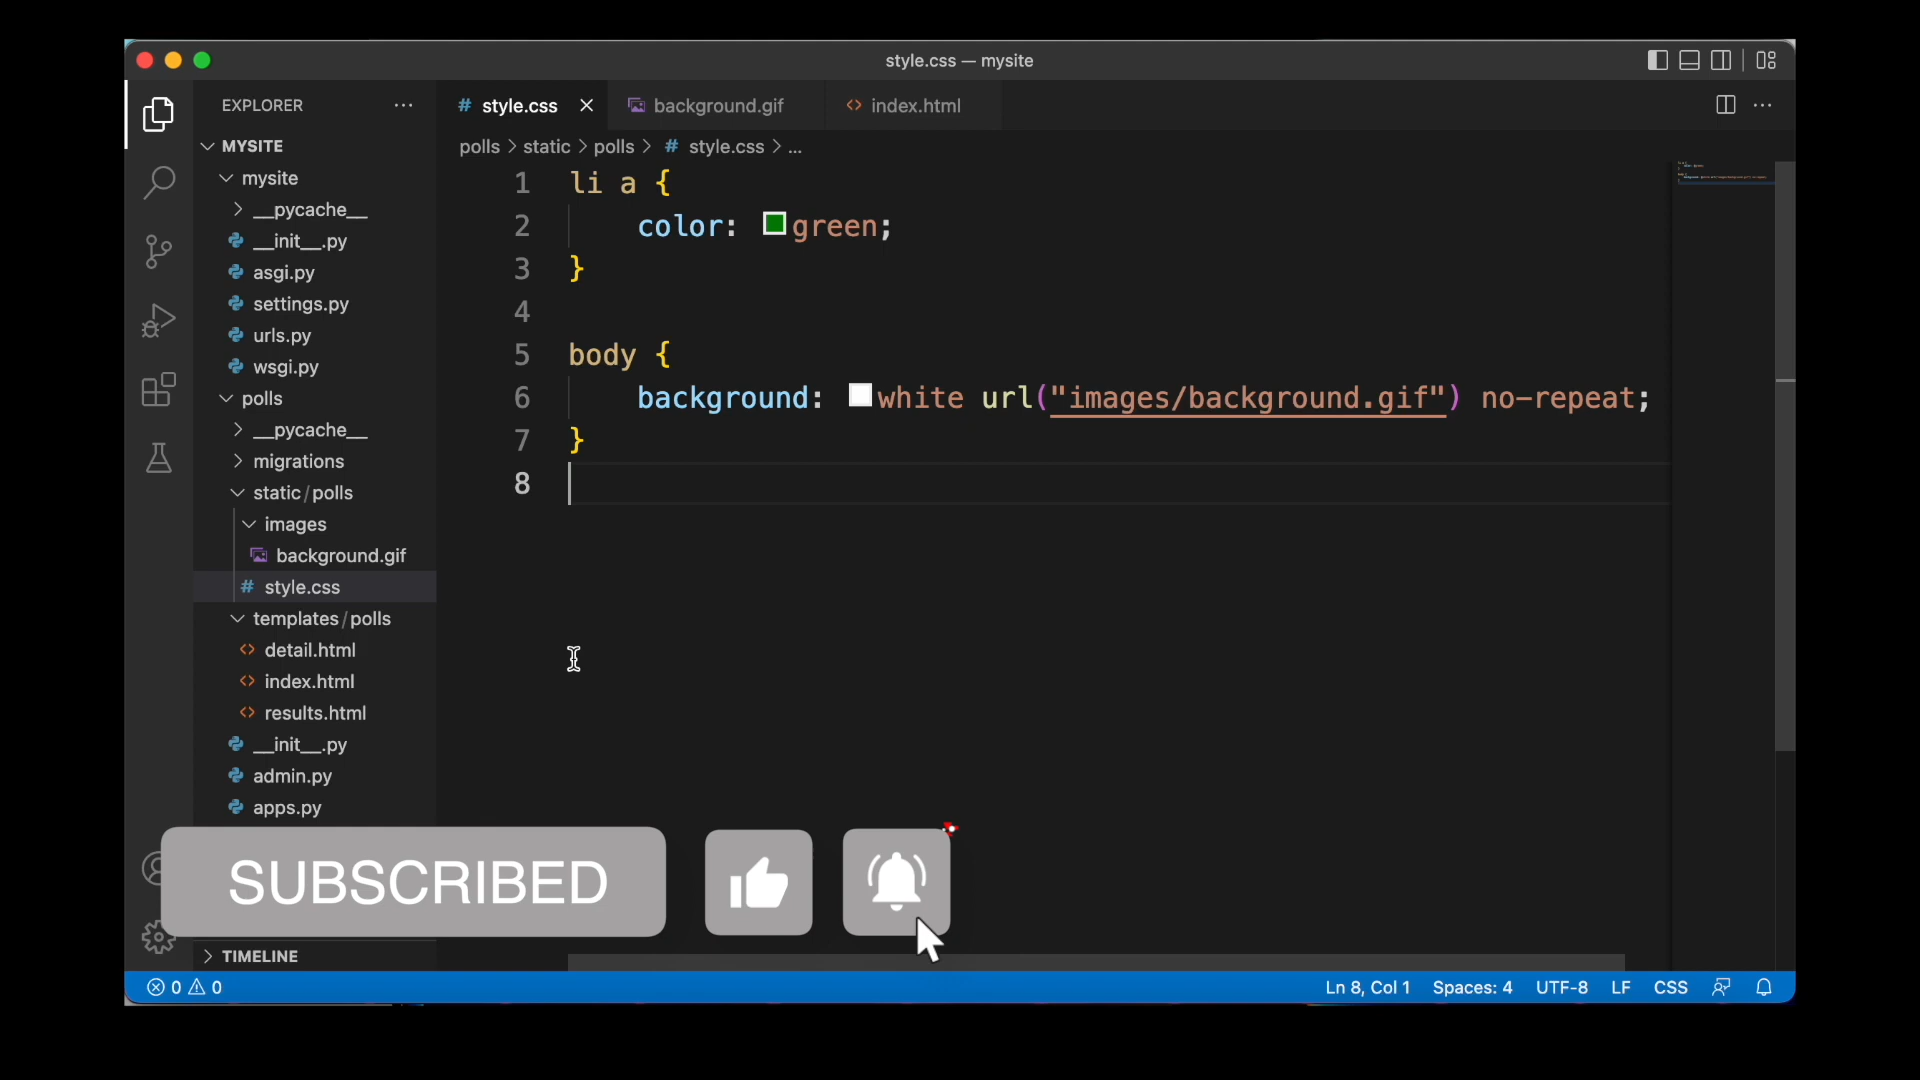 style.css — mysite
EXPLORER
MYSITE
mysite
__pycache__
__init__.py
asgi.py
settings.py
urls.py
wsgi.py
polls
__pycache__
migrations
static/polls
images
background.gif
style.css
templates/polls
detail.html
index.html
results.html
__init__.py
admin.py
apps.py
TIMELINE
# style.css
background.gif
<> index.html
polls > static > polls > # style.css > ...
1 li a {
2     color: green;
3 }
4
5 body {
6     background: white url("images/background.gif") no-repeat;
7 }
8
SUBSCRIBED
0 0
Ln 8, Col 1 Spaces: 4 UTF-8 LF CSS